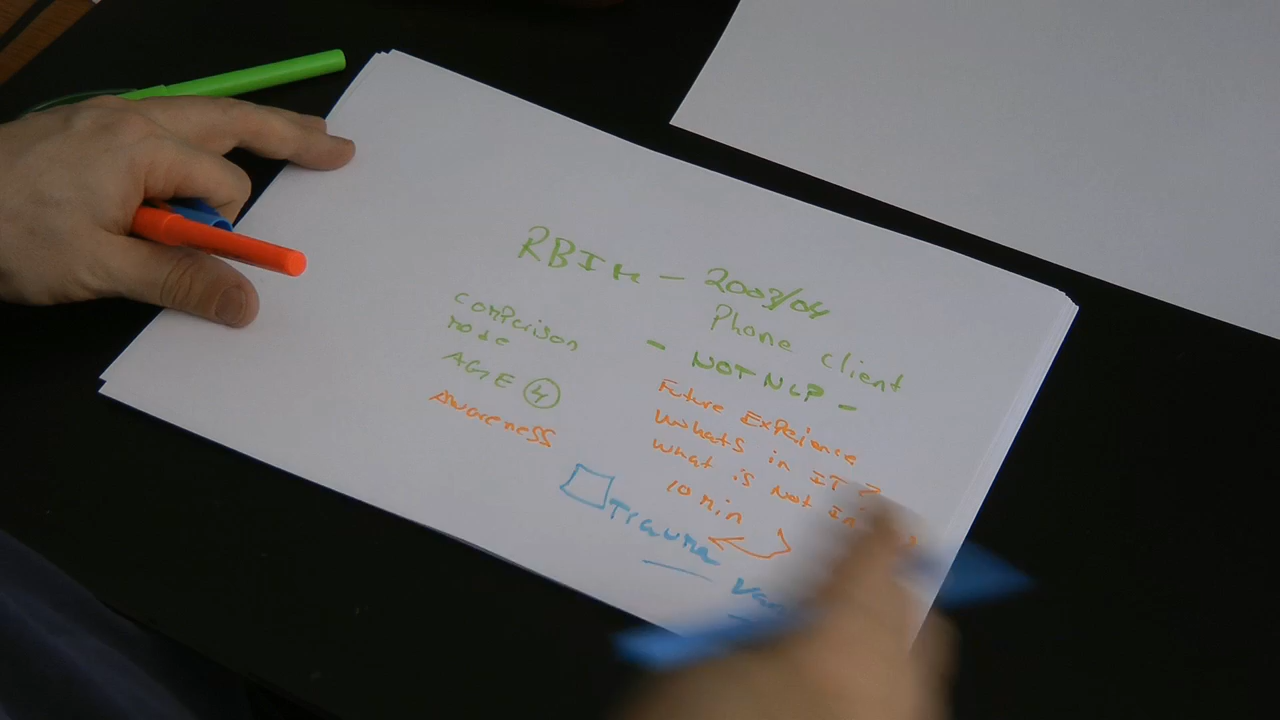 RBIH - 2003/04
Phone client
- NOT NLP -
comperison
mode
AGE 4
Awareness
Future Experience
Whats in IT?
What is Not In
10 min
Trauma